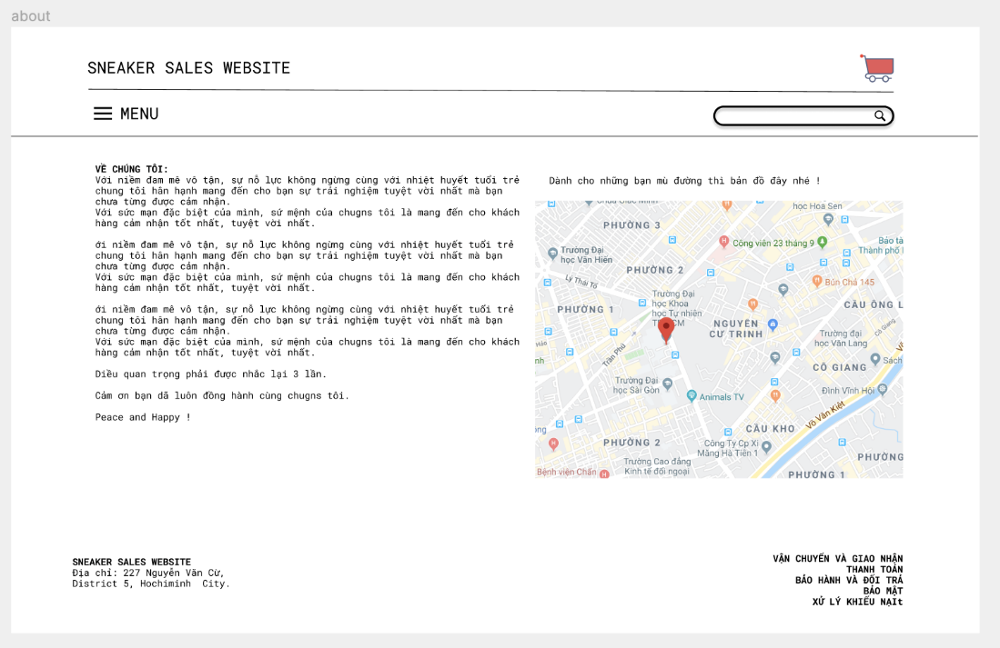 about
SNEAKER SALES WEBSITE
MENU
VỀ CHÚNG TÔI:
Với niềm đam mê vô tận, sự nỗ lực không ngừng cùng với nhiệt huyết tuổi trẻ
chung tôi hân hạnh mang đến cho bạn sự trải nghiệm tuyệt vời nhất mà bạn
chưa từng được cảm nhận.
Với sức mạn đặc biệt của mình, sứ mệnh của chugns tôi là mang đến cho khách
hàng cảm nhận tốt nhất, tuyệt vời nhất.
ới niềm đam mê vô tận, sự nỗ lực không ngừng cùng với nhiệt huyết tuổi trẻ
chung tôi hân hạnh mang đến cho bạn sự trải nghiệm tuyệt vời nhất mà bạn
chưa từng được cảm nhận.
Với sức mạn đặc biệt của mình, sứ mệnh của chugns tôi là mang đến cho khách
hàng cảm nhận tốt nhất, tuyệt vời nhất.
ới niềm đam mê vô tận, sự nỗ lực không ngừng cùng với nhiệt huyết tuổi trẻ
chung tôi hân hạnh mang đến cho bạn sự trải nghiệm tuyệt vời nhất mà bạn
chưa từng được cảm nhận.
Với sức mạn đặc biệt của mình, sứ mệnh của chugns tôi là mang đến cho khách
hàng cảm nhận tốt nhất, tuyệt vời nhất.
Diều quan trọng phải được nhắc lại 3 lần.
Cảm ơn bạn dã luôn đồng hành cùng chugns tôi.
Peace and Happy !
Dành cho những bạn mù đường thì bản đồ đây nhé !
học Hoa Sen
PHƯỜNG 3
Công viên 23 tháng 9
Bảo tà
Thành phố
Trường Đại
học Văn Hiến
PHƯỜNG 2
Lý Thái Tổ
Bún Chả 145
Trường Đại
học Khoa
học Tự nhiên
CẦU ÔNG L
PHƯỜNG 1
NGUYỄN
CƯ TRINH
Cô Giang
Trường đại
học Văn Lang
Hảo
Trần Phú
nh
CÔ GIANG
Sách
Trường Đại
học Sài Gòn
Đình Vĩnh Hội
Animals TV
Võ Văn Kiệt
ọng
CẦU KHO
PHƯỜNG 2
Công Ty Cp Xi
Măng Hà Tiên 1
PHƯỜNG
Trường Cao đẳng
Kinh tế đối ngoại
Bệnh viện Chấn
PHƯỜNG 1
SNEAKER SALES WEBSITE
Địa chỉ: 227 Nguyễn Văn Cừ,
District 5, Hochiminh City.
VẬN CHUYỂN VÀ GIAO NHẬN
THANH TOÁN
BẢO HÀNH VÀ ĐỔI TRẢ
BẢO MẬT
XỬ LÝ KHIẾU NẠIt